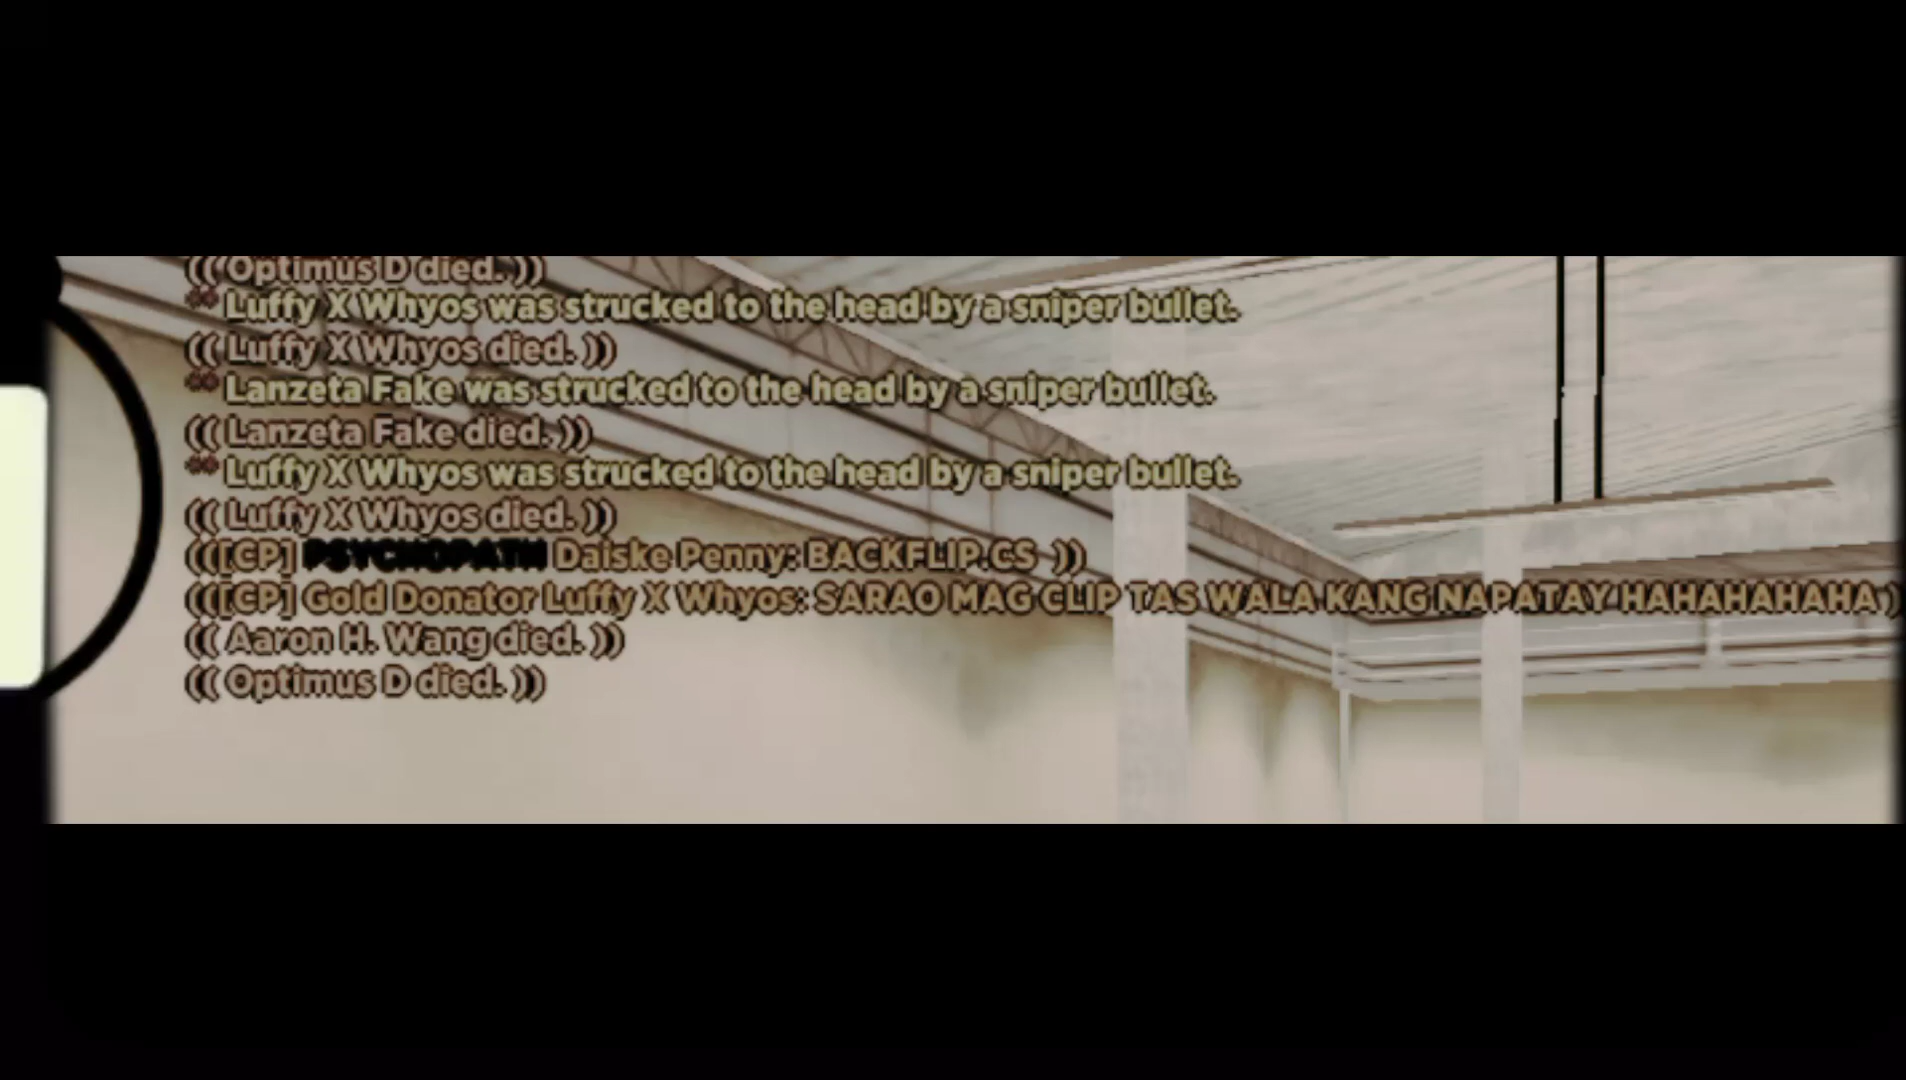 (( Optimus D died. ))
** Luffy X Whyos was strucked to the head by a sniper bullet.
(( Luffy X Whyos died. ))
** Lanzeta Fake was strucked to the head by a sniper bullet.
(( Lanzeta Fake died. ))
** Luffy X Whyos was strucked to the head by a sniper bullet.
(( Luffy X Whyos died. ))
(([CP] PSYCHOPATH Daiske Penny: BACKFLIP.CS ))
(([CP] Gold Donator Luffy X Whyos: SARAO MAG CLIP TAS WALA KANG NAPATAY HAHAHAHAHA )
(( Aaron H. Wang died. ))
(( Optimus D died. ))